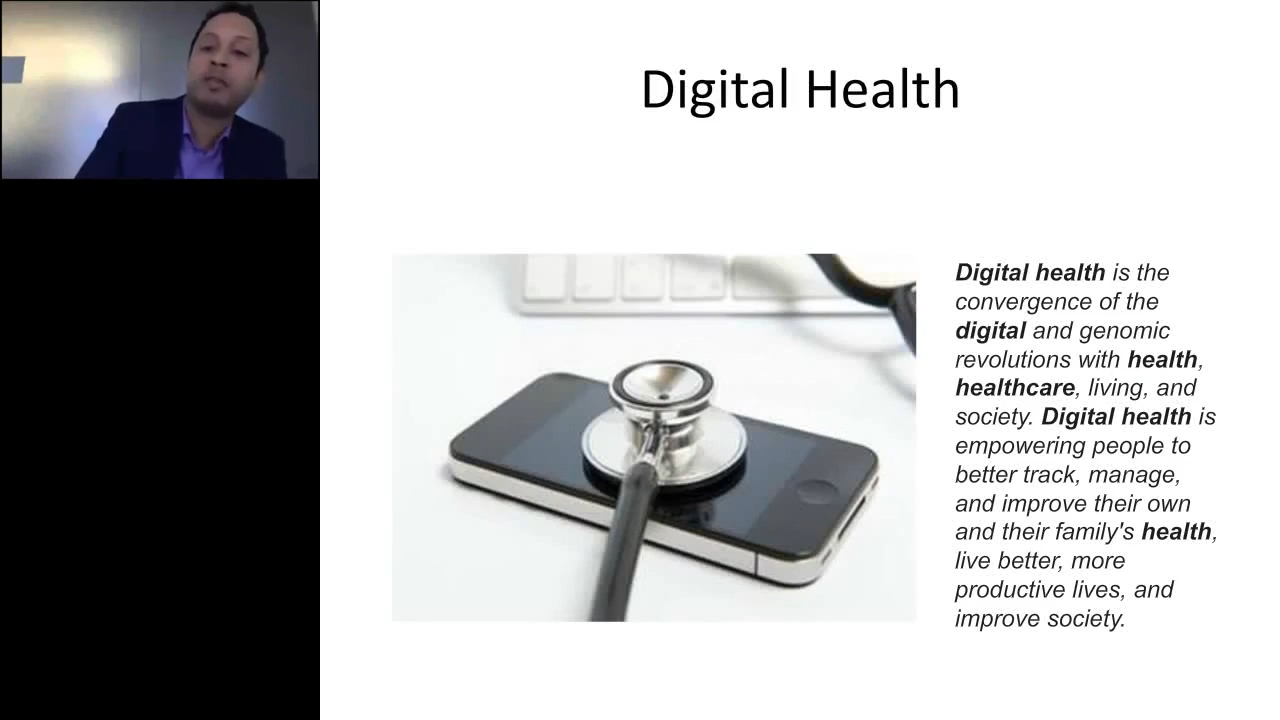 Digital Health
Digital health is the
convergence of the
digital and genomic
revolutions with health,
healthcare, living, and
society. Digital health is
empowering people to
better track, manage,
and improve their own
and their family's health,
live better, more
productive lives, and
improve society.